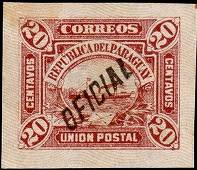 20 CORREOS 20
REPUBLICA DEL PARAGUAY
CENTAVOS CENTAVOS
OFICIAL
20 UNION POSTAL 20